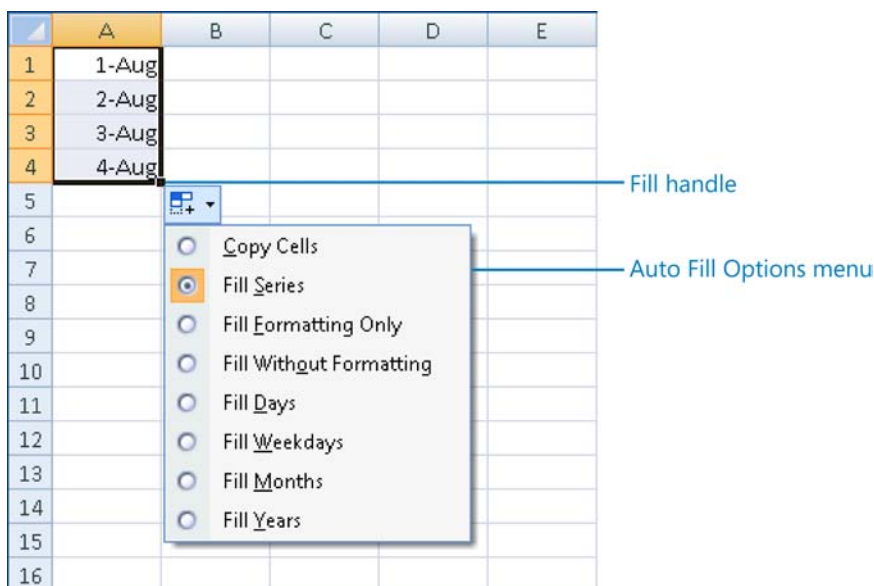 A B C D E
1 1-Aug
2 2-Aug
3 3-Aug
4 4-Aug
Fill handle
5
6 Copy Cells
7 Auto Fill Options menu
Fill Series
8
Fill Formatting Only
9
10 Fill Without Formatting
11 Fill Days
12 Fill Weekdays
13 Fill Months
14 Fill Years
15
16